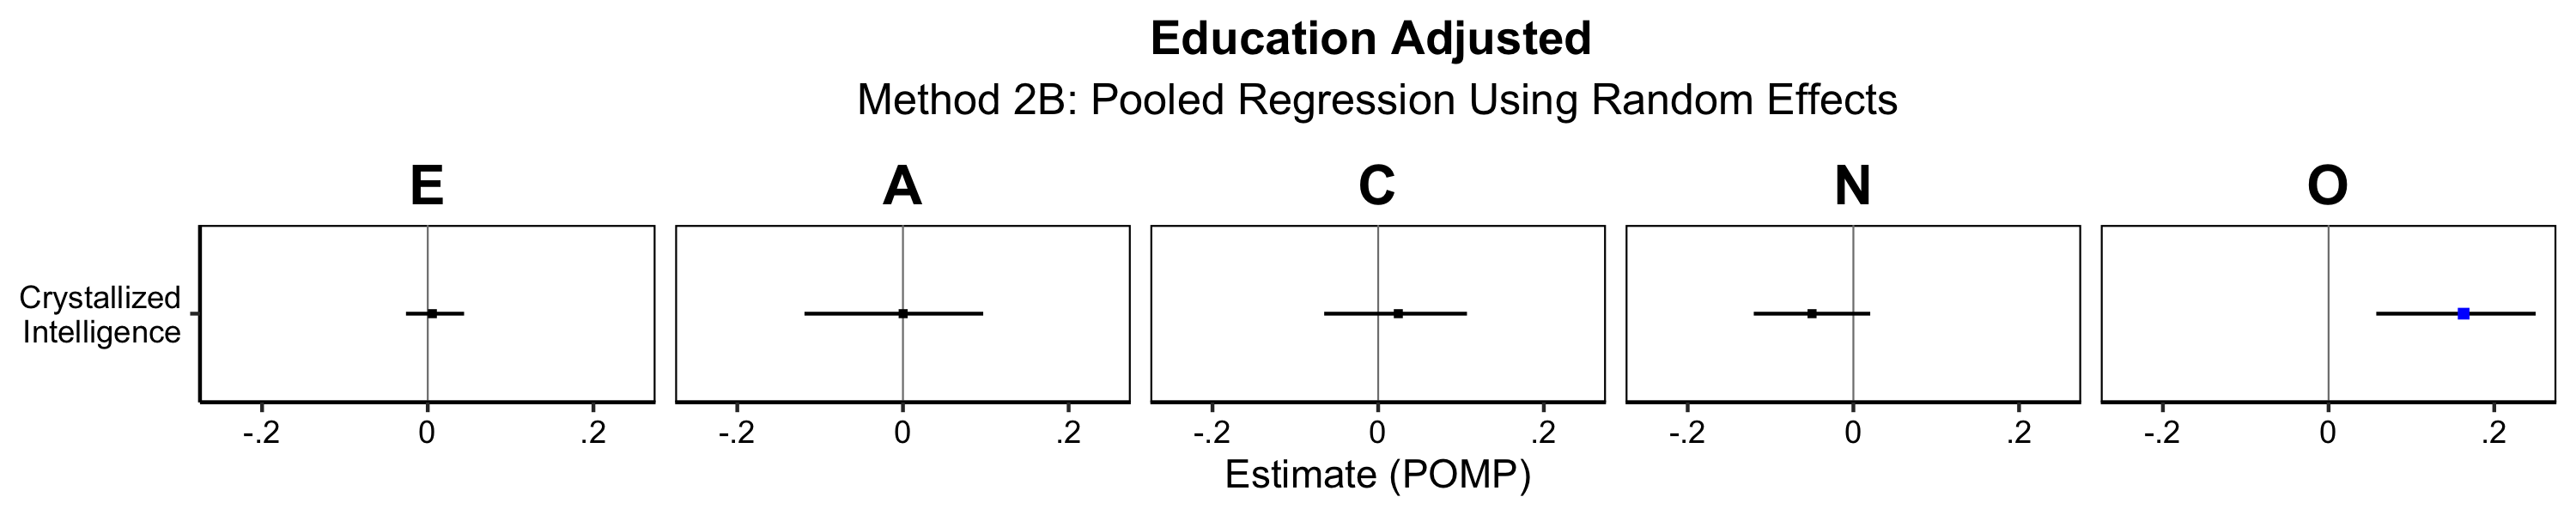 Education Adjusted
Method 2B: Pooled Regression Using Random Effects
E A C N O
Crystallized
Intelligence
-.2 0 .2 -.2 0 .2 -.2 0 .2 -.2 0 .2 -.2 0 .2
Estimate (POMP)